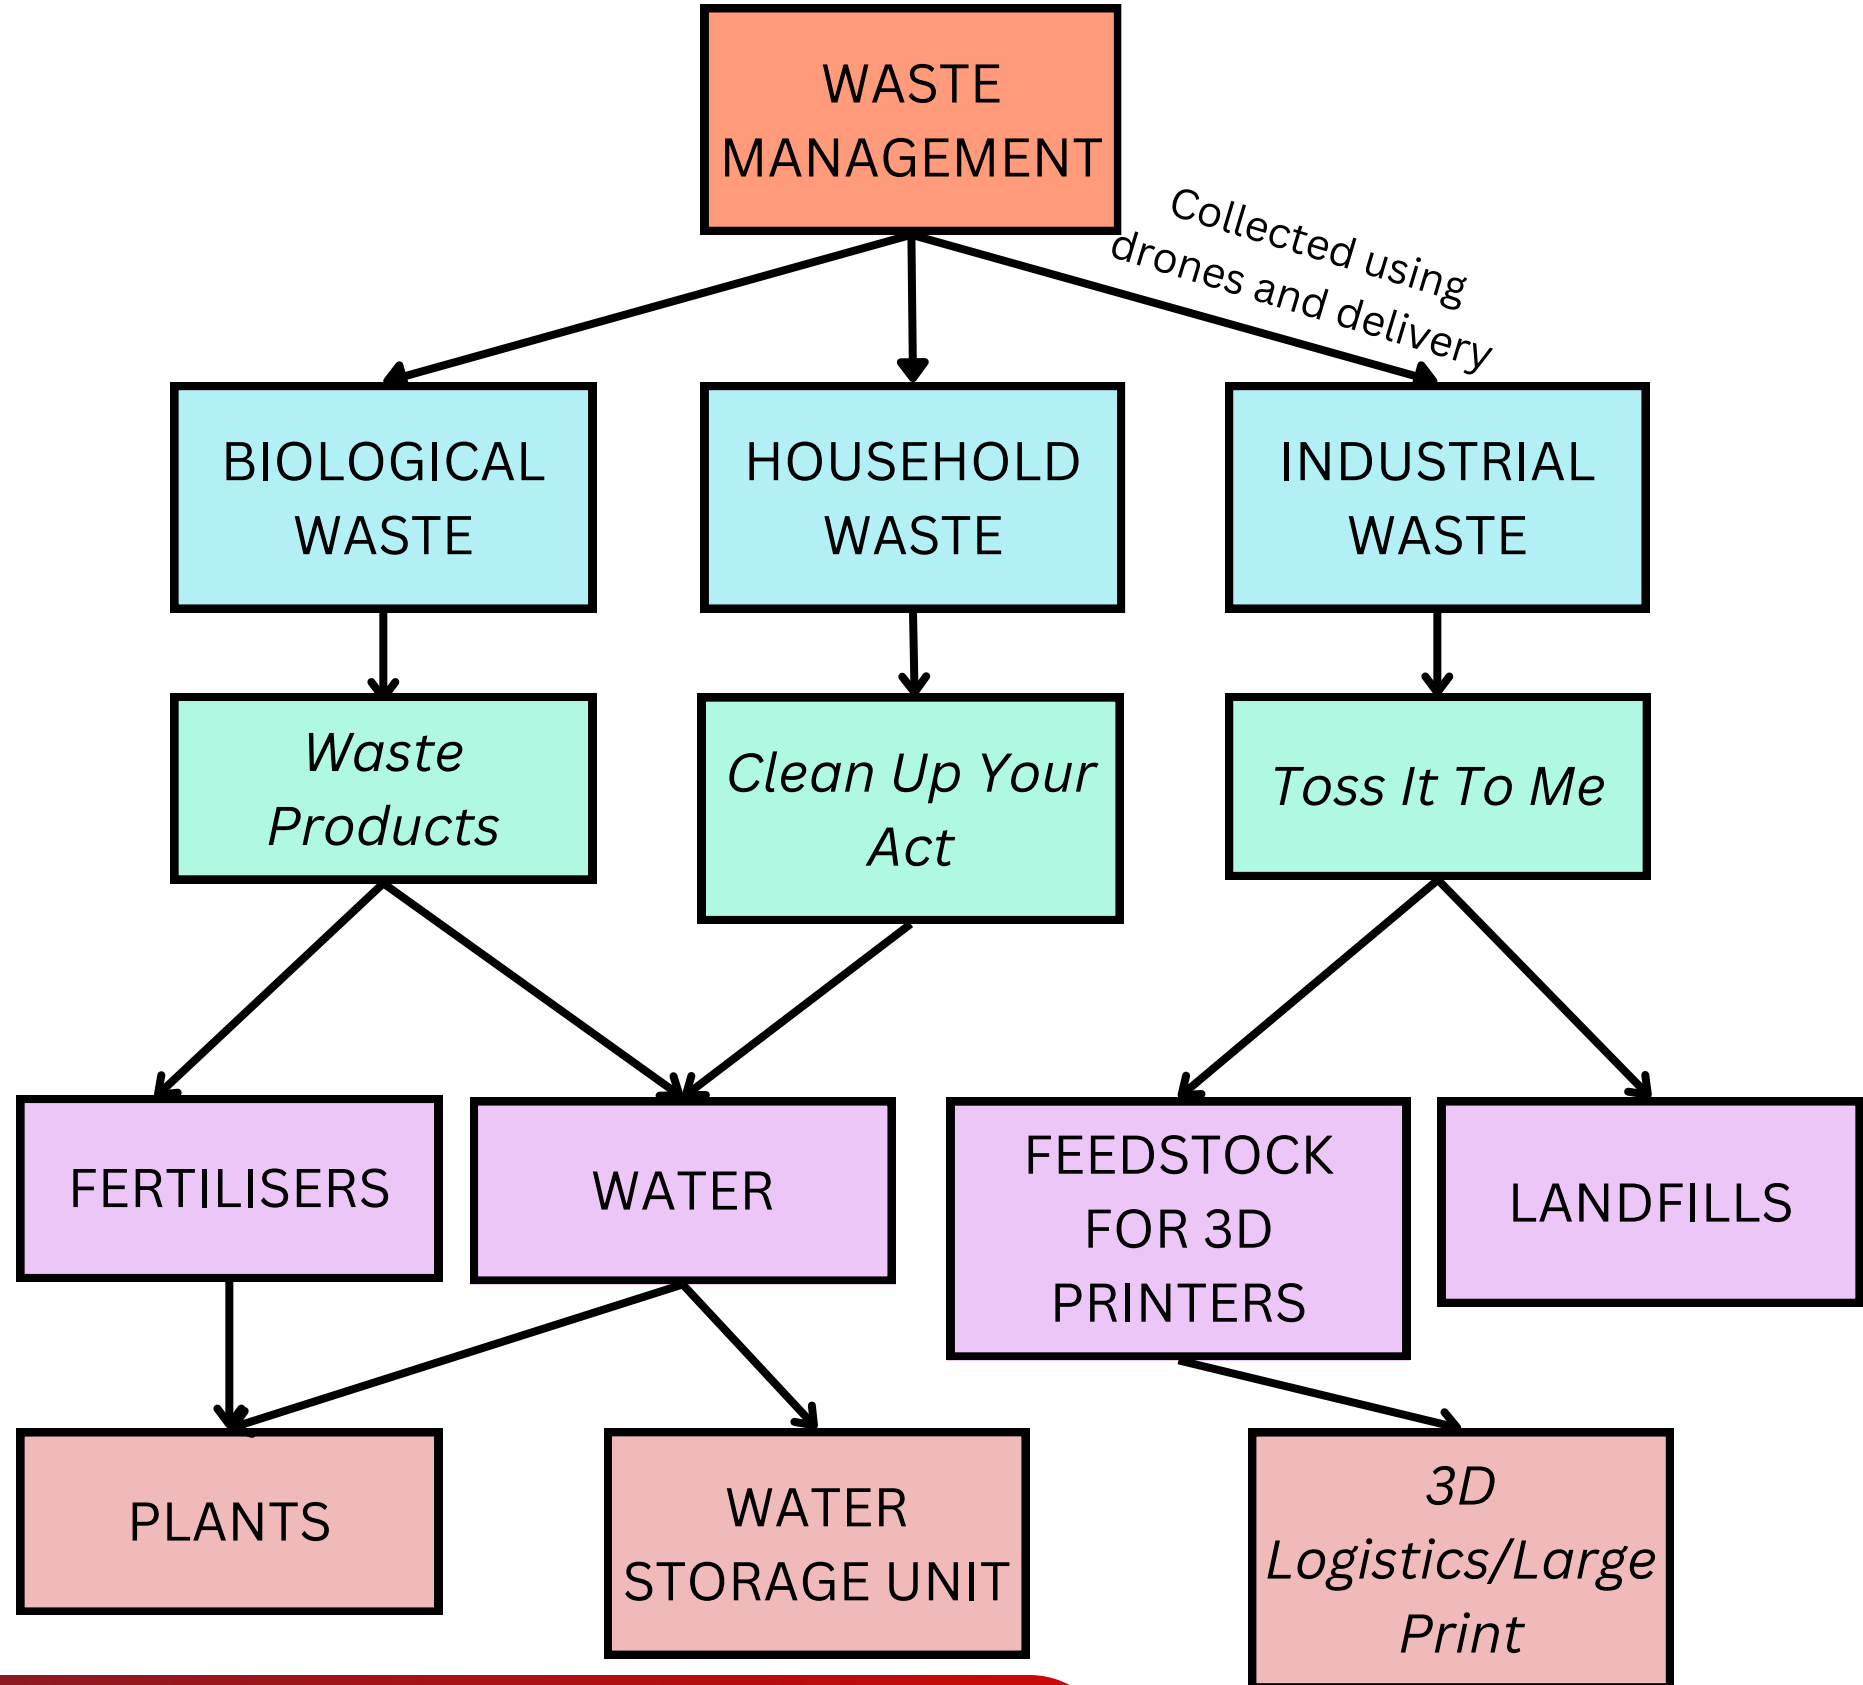 WASTE
MANAGEMENT
Collected using
drones and delivery
BIOLOGICAL
WASTE
HOUSEHOLD
WASTE
INDUSTRIAL
WASTE
Waste
Products
Clean Up Your
Act
Toss It To Me
FERTILISERS
WATER
FEEDSTOCK
FOR 3D
PRINTERS
LANDFILLS
PLANTS
WATER
STORAGE UNIT
3D
Logistics/Large
Print